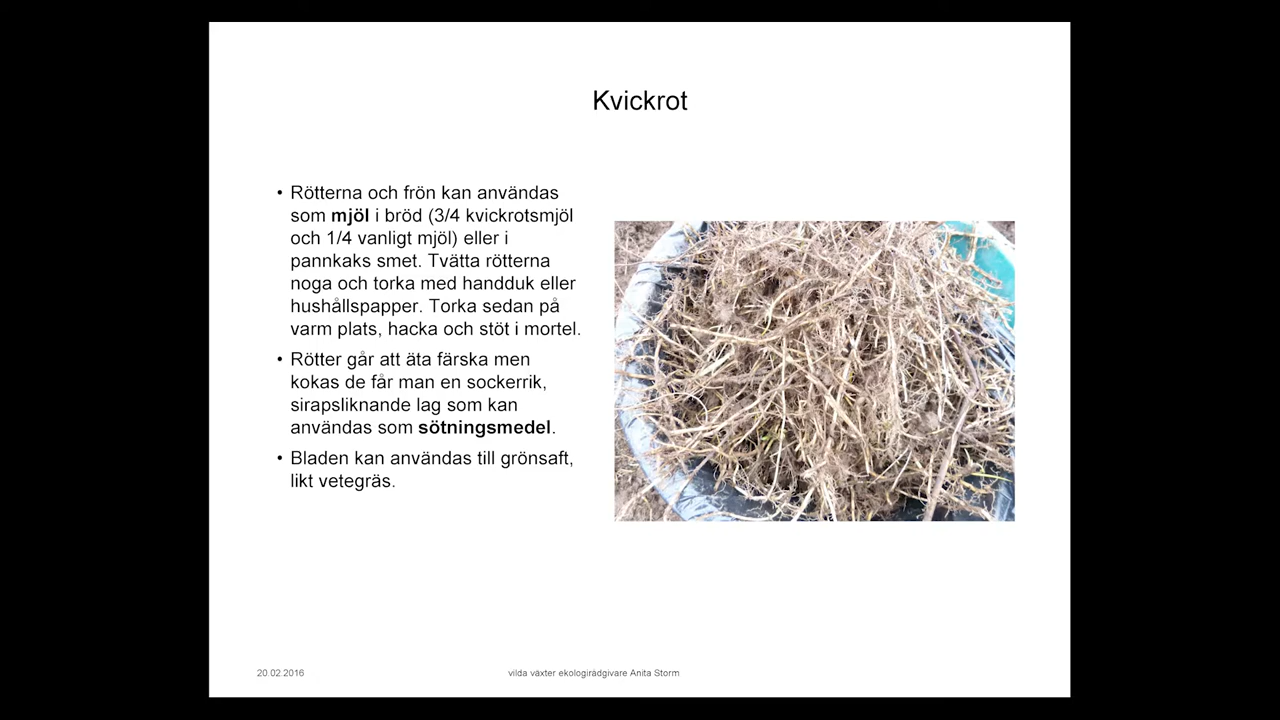 Kvickrot
• Rötterna och frön kan användas
som mjöl i bröd (3/4 kvickrotsmjöl
och 1/4 vanligt mjöl) eller i
pannkaks smet. Tvätta rötterna
noga och torka med handduk eller
hushållspapper. Torka sedan på
varm plats, hacka och stöt i mortel.
• Rötter går att äta färska men
kokas de får man en sockerrik,
sirapsliknande lag som kan
användas som sötningsmedel.
• Bladen kan användas till grönsaft,
likt vetegräs.
20.02.2016
vilda växter ekologirådgivare Anita Storm